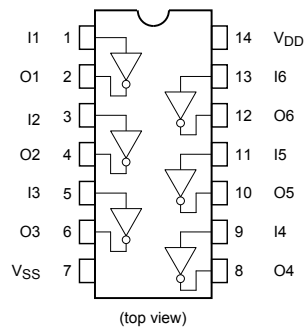 I1 1 14 VDD
O1 2 13 I6
I2 3 12 O6
O2 4 11 I5
I3 5 10 O5
O3 6 9 I4
VSS 7 8 O4
(top view)